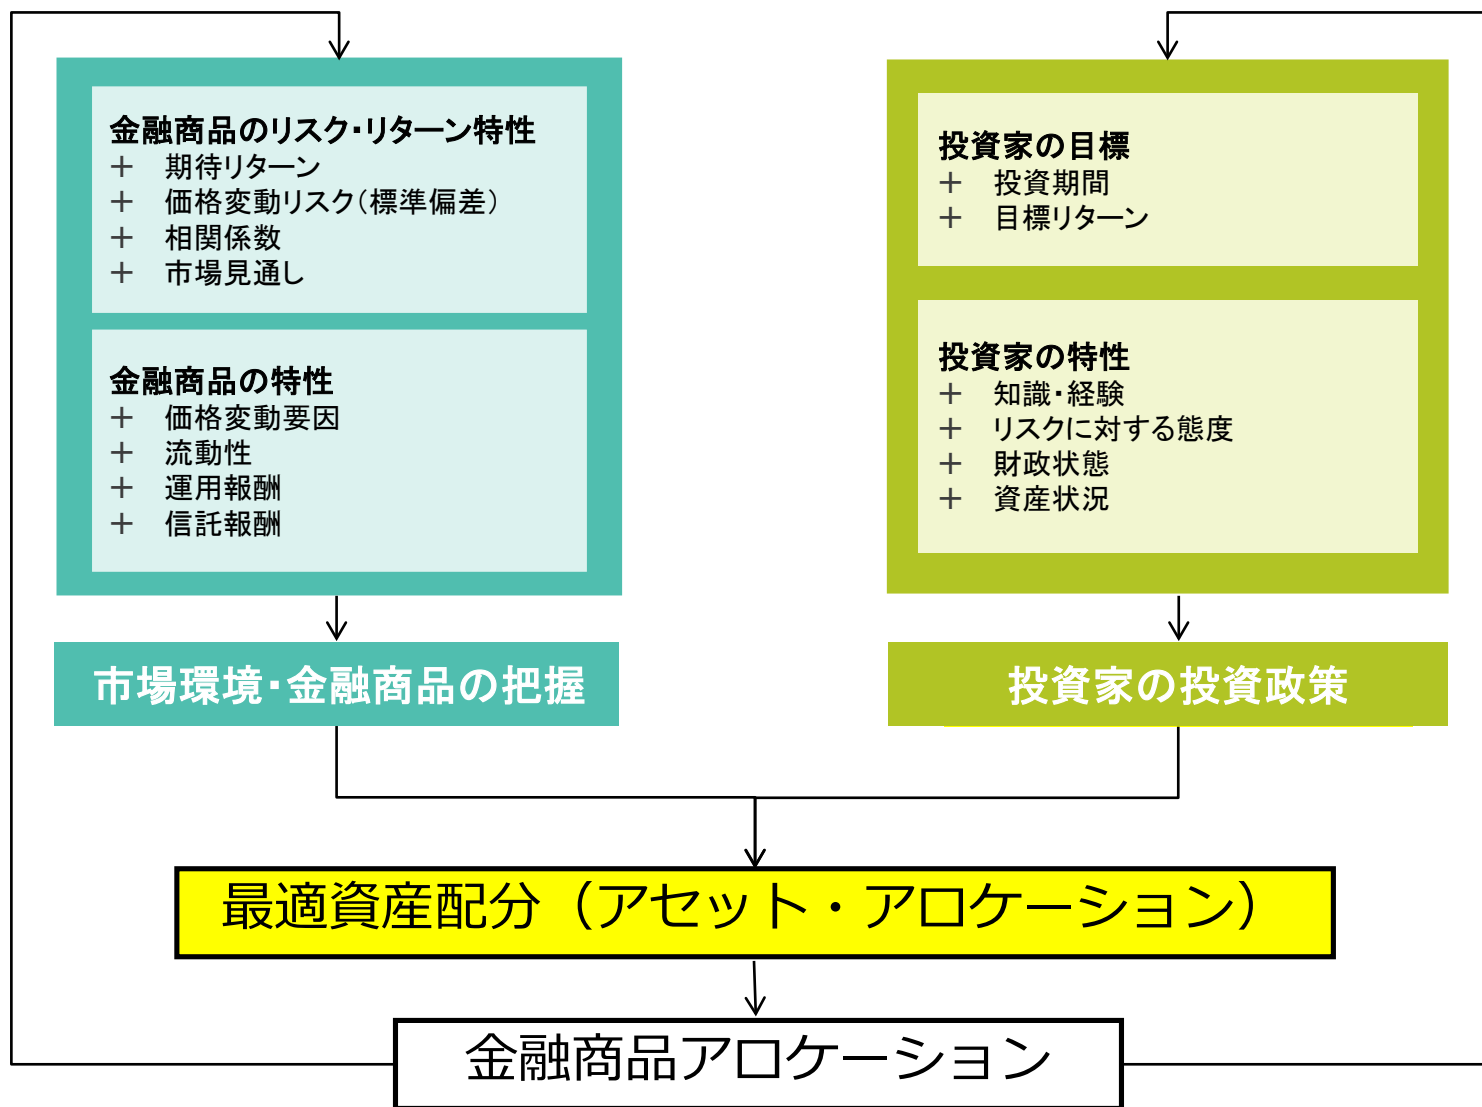 金融商品のリスク・リターン特性
＋ 期待リターン
＋ 価格変動リスク（標準偏差）
＋ 相関係数
＋ 市場見通し
金融商品の特性
＋ 価格変動要因
＋ 流動性
＋ 運用報酬
＋ 信託報酬
市場環境・金融商品の把握
投資家の目標
＋ 投資期間
＋ 目標リターン
投資家の特性
＋ 知識・経験
＋ リスクに対する態度
＋ 財政状態
＋ 資産状況
投資家の投資政策
最適資産配分（アセット・アロケーション）
金融商品アロケーション